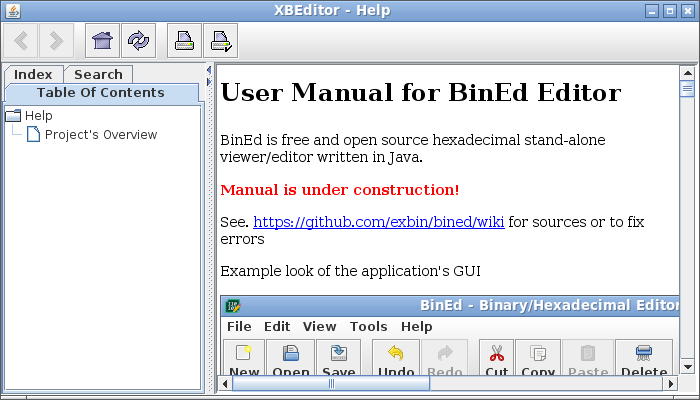 XBEditor - Help
Index Search
Table Of Contents
Help
Project's Overview
User Manual for BinEd Editor
BinEd is free and open source hexadecimal stand-alone
viewer/editor written in Java.
Manual is under construction!
See. https://github.com/exbin/bined/wiki for sources or to fix
errors
Example look of the application's GUI
BinEd - Binary/Hexadecimal Editor
File Edit View Tools Help
New Open Save Undo Redo Cut Copy Paste Delete